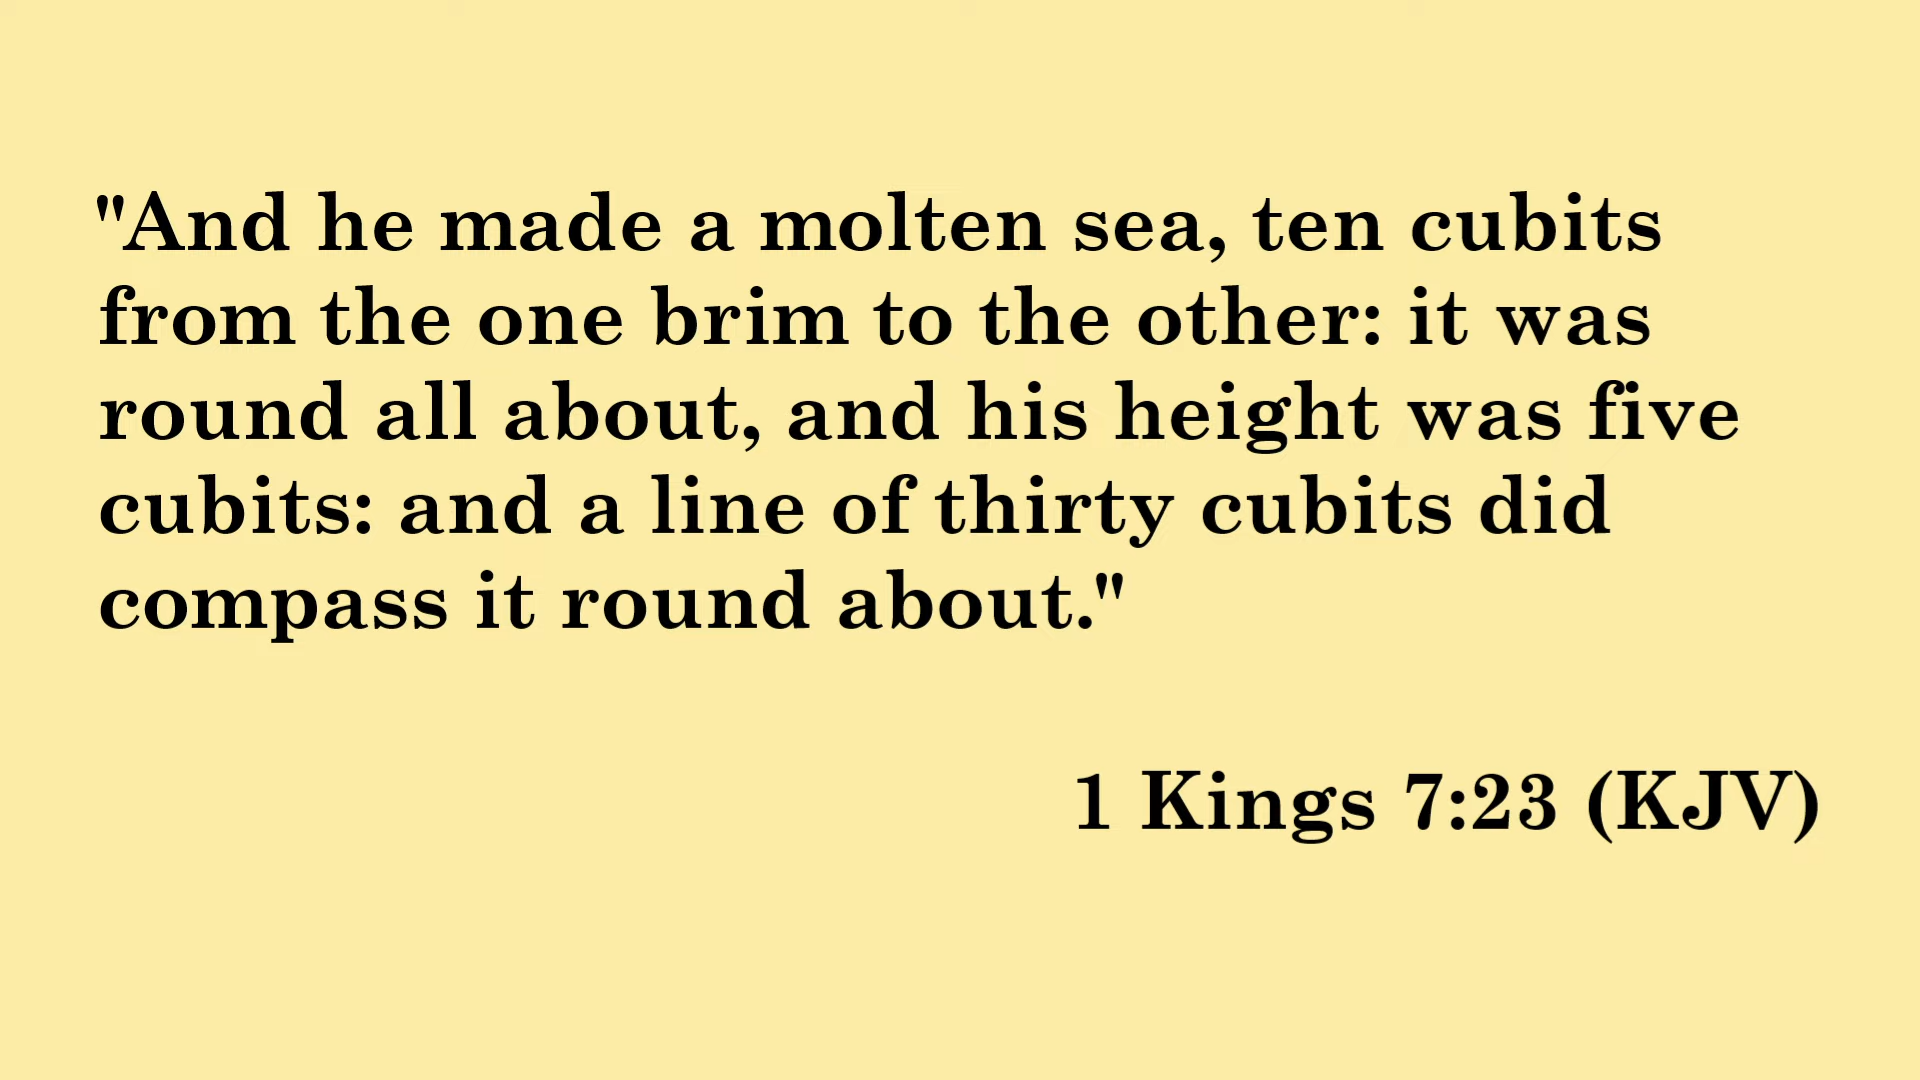 "And he made a molten sea, ten cubits
from the one brim to the other: it was
round all about, and his height was five
cubits: and a line of thirty cubits did
compass it round about."
1 Kings 7:23 (KJV)